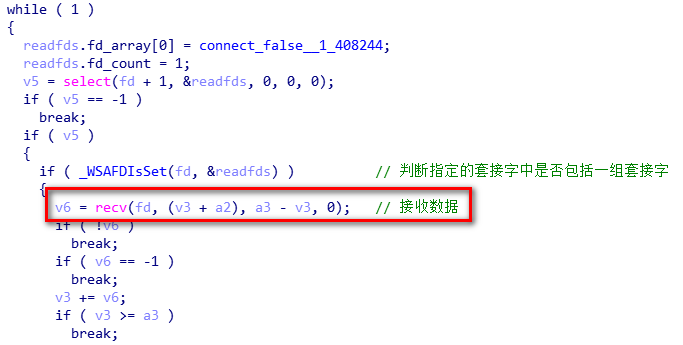 while ( 1 )
{
readfds.fd_array[0] = connect_false__1_408244;
readfds.fd_count = 1;
v5 = select(fd + 1, &readfds, 0, 0, 0);
if ( v5 == -1 )
break;
if ( v5 )
{
if ( _WSAFDIsSet(fd, &readfds) ) // 判断指定的套接字中是否包括一组套接字
{
v6 = recv(fd, (v3 + a2), a3 - v3, 0); // 接收数据
if ( !v6 )
break;
if ( v6 == -1 )
break;
v3 += v6;
if ( v3 >= a3 )
break;